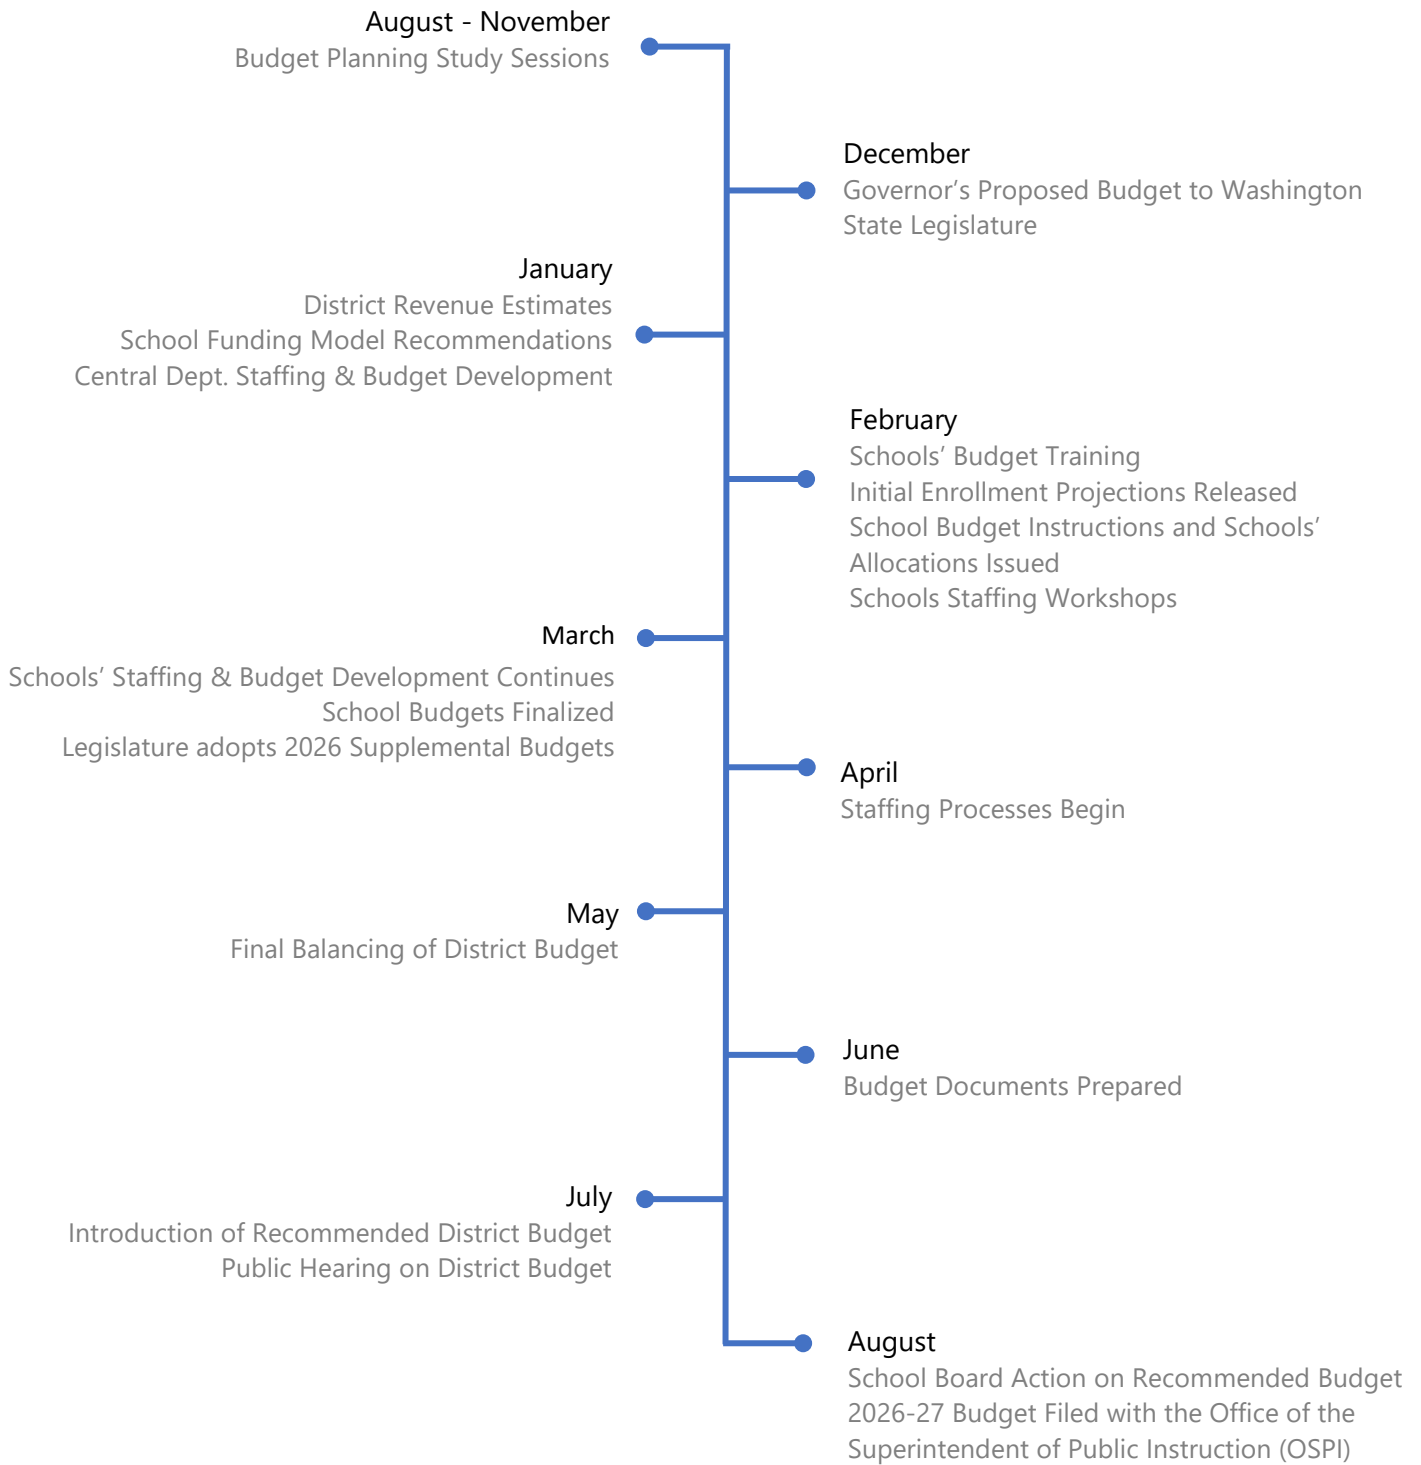 August - November
Budget Planning Study Sessions
December
Governor’s Proposed Budget to Washington
State Legislature
January
District Revenue Estimates
School Funding Model Recommendations
Central Dept. Staffing & Budget Development
February
Schools’ Budget Training
Initial Enrollment Projections Released
School Budget Instructions and Schools’
Allocations Issued
Schools Staffing Workshops
March
Schools’ Staffing & Budget Development Continues
School Budgets Finalized
Legislature adopts 2026 Supplemental Budgets
April
Staffing Processes Begin
May
Final Balancing of District Budget
June
Budget Documents Prepared
July
Introduction of Recommended District Budget
Public Hearing on District Budget
August
School Board Action on Recommended Budget
2026-27 Budget Filed with the Office of the
Superintendent of Public Instruction (OSPI)